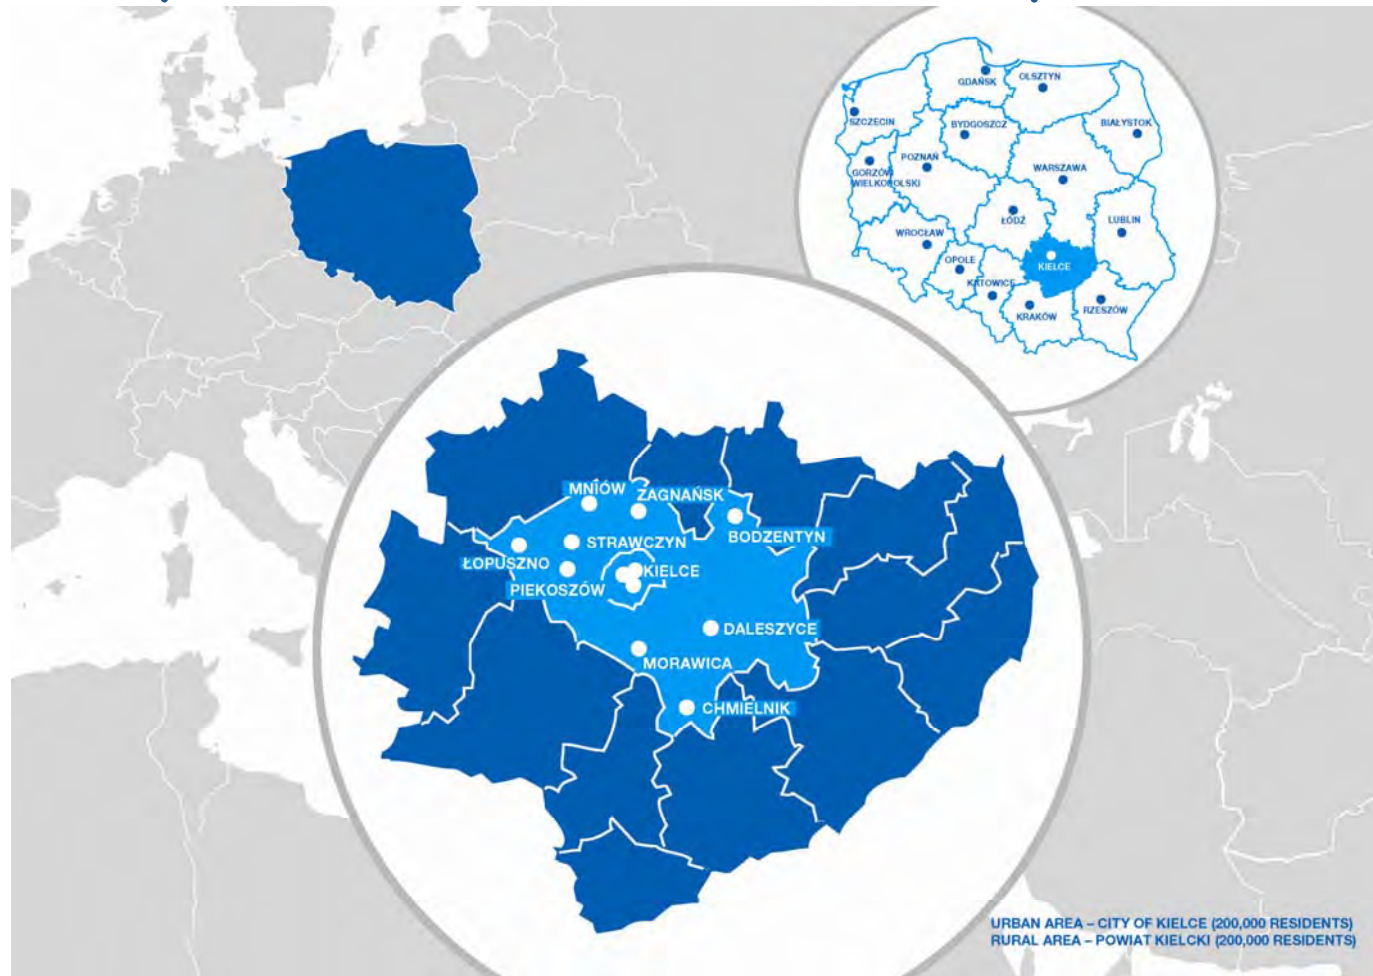 GDAŃSK
OLSZTYN
SZCZECIN
BYDGOSZCZ
BIAŁYSTOK
POZNAŃ
GORZÓW
WIELKOPOLSKI
WARSZAWA
ŁÓDŹ
LUBLIN
WROCŁAW
OPOLE
KIELCE
KATOWICE
KRAKÓW
RZESZÓW
MNIÓW
ZAGNAŃSK
BODZENTYN
STRAWCZYN
ŁOPUSZNO
KIELCE
PIEKOSZÓW
DALESZYCE
MORAWICA
CHMIELNIK
URBAN AREA – CITY OF KIELCE (200,000 RESIDENTS)
RURAL AREA – POWIAT KIELCKI (200,000 RESIDENTS)